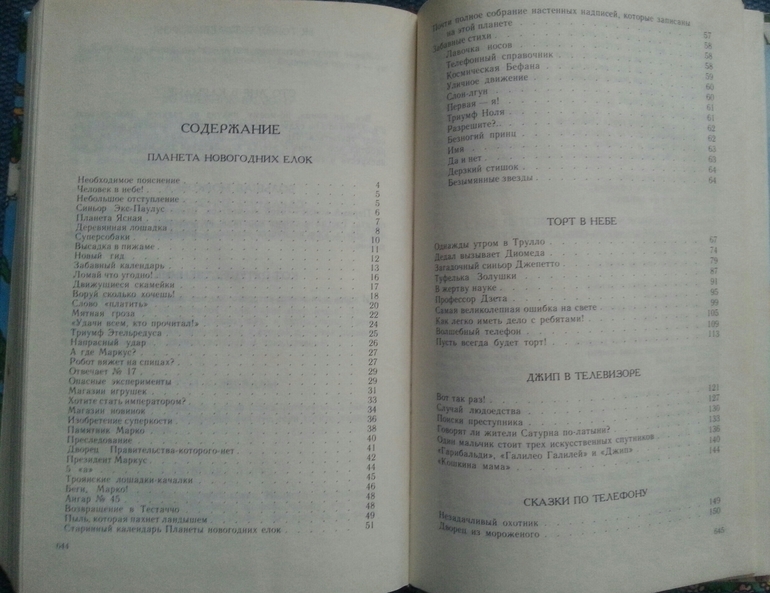 СОДЕРЖАНИЕ
ПЛАНЕТА НОВОГОДНИХ ЕЛОК
Необходимое пояснение . . . 4
Человек в небе! . . . 5
Небольшое отступление . . . 5
Синьор Экс-Паулус . . . 6
Планета Ясная . . . 7
Деревянная лошадка . . . 8
Суперсобаки . . . 10
Высадка в пижаме . . . 11
Новый гид . . . 12
Забавный календарь . . . 13
Ломай что угодно! . . . 16
Движущиеся скамейки . . . 17
Воруй сколько хочешь! . . . 18
Слово «платить» . . . 20
Мятная гроза . . . 22
«Удачи всем, кто прочитал!» . . . 24
Триумф Этельредуса . . . 25
Напрасный удар . . . 26
А где Маркус? . . . 27
Робот вяжет на спицах? . . . 27
Отвечает № 17 . . . 29
Опасные эксперименты . . . 29
Магазин игрушек . . . 31
Хотите стать императором? . . . 33
Магазин новинок . . . 34
Изобретение суперкости . . . 36
Памятник Марко . . . 38
Преследование . . . 40
Дворец Правительства-которого-нет . . . 41
Президент Маркус . . . 42
5 «а» . . . 44
Троянские лошадки-качалки . . . 45
Беги, Марко! . . . 46
Ангар № 45 . . . 48
Возвращение в Тестаччо . . . 48
Пыль, которая пахнет ландышем . . . 49
Старинный календарь Планеты новогодних елок . . . 51
644
Почти полное собрание настенных надписей, которые записаны
на этой планете . . . 57
Забавные стихи . . . 58
Лавочка носов . . . 58
Телефонный справочник . . . 58
Космическая Бефана . . . 59
Уличное движение . . . 60
Слон-лгун . . . 60
Первая — я! . . . 61
Триумф Ноля . . . 61
Разрешите? . . . 62
Безногий принц . . . 62
Имя . . . 63
Да и нет . . . 63
Дерзкий стишок . . . 64
Безымянные звезды . . . 64
ТОРТ В НЕБЕ
Однажды утром в Трулло . . . 67
Дедал вызывает Диомеда . . . 74
Загадочный синьор Джепетто . . . 79
Туфелька Золушки . . . 87
В жертву науке . . . 91
Профессор Дзета . . . 95
Самая великолепная ошибка на свете . . . 99
Как легко иметь дело с ребятами! . . . 105
Волшебный телефон . . . 109
Пусть всегда будет торт! . . . 113
ДЖИП В ТЕЛЕВИЗОРЕ
Вот так раз! . . . 121
Случай людоедства . . . 127
Поиски преступника . . . 130
Говорят ли жители Сатурна по-латыни? . . . 133
Один мальчик стоит трех искусственных спутников . . . 136
«Гарибальди», «Галилео Галилей» и «Джип» . . . 140
«Кошкина мама» . . . 144
СКАЗКИ ПО ТЕЛЕФОНУ
Незадачливый охотник . . . 149
Дворец из мороженого . . . 150
645